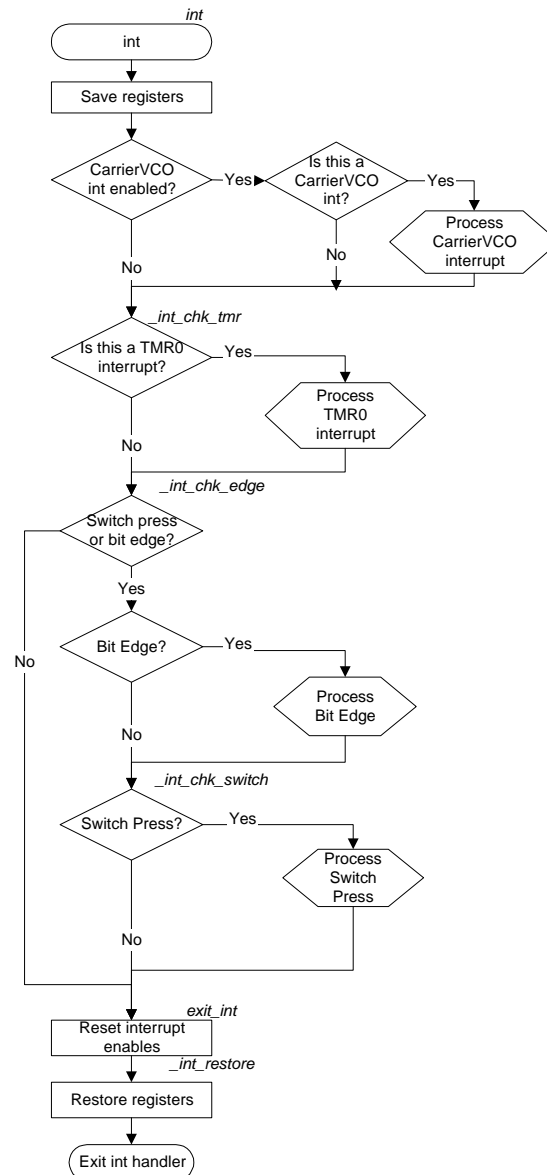 int
int
Save registers
CarrierVCO
int enabled?
Yes
Is this a
CarrierVCO
int?
Yes
Process
CarrierVCO
interrupt
No
No
_int_chk_tmr
Is this a TMR0
interrupt?
Yes
Process
TMR0
interrupt
No
_int_chk_edge
Switch press
or bit edge?
Yes
No
Bit Edge?
Yes
Process
Bit Edge
No
_int_chk_switch
Switch Press?
Yes
Process
Switch
Press
No
exit_int
Reset interrupt
enables
_int_restore
Restore registers
Exit int handler